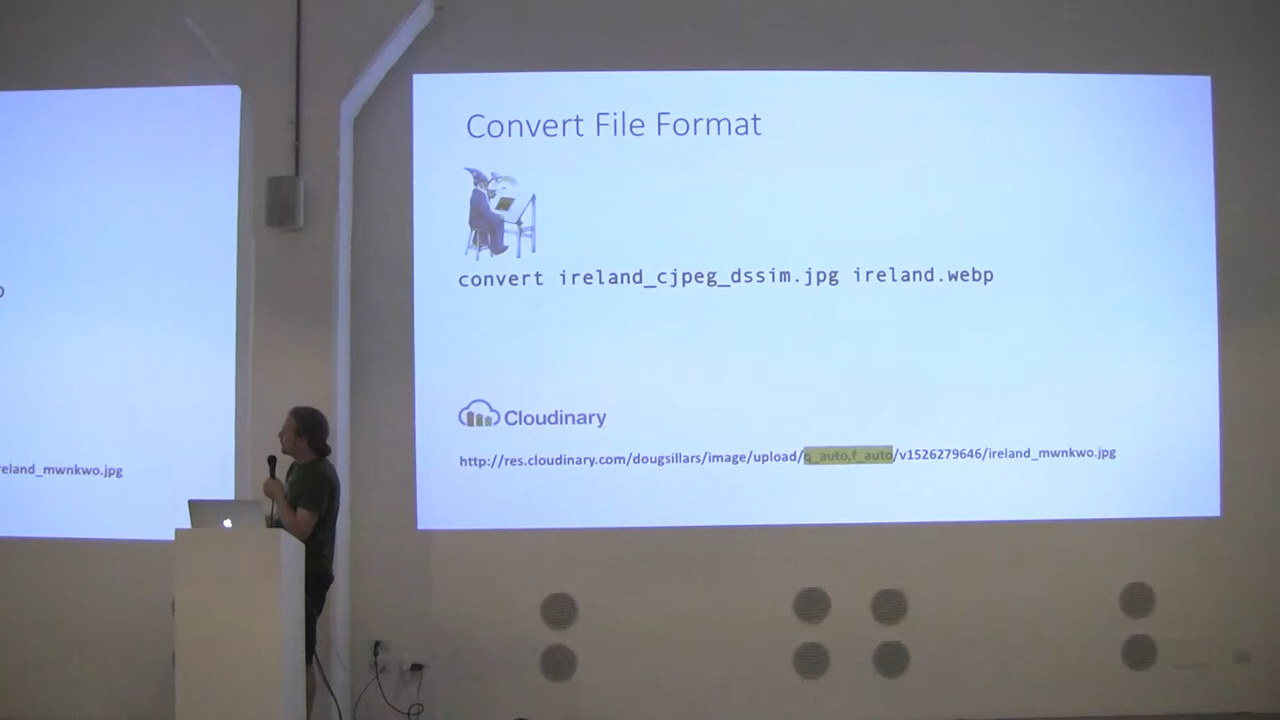 Convert File Format
convert ireland_cjpeg_dssim.jpg ireland.webp
Cloudinary
http://res.cloudinary.com/dougsillars/image/upload/q_auto,f_auto/v1526279646/ireland_mwnkwo.jpg
p
reland_mwnkwo.jpg